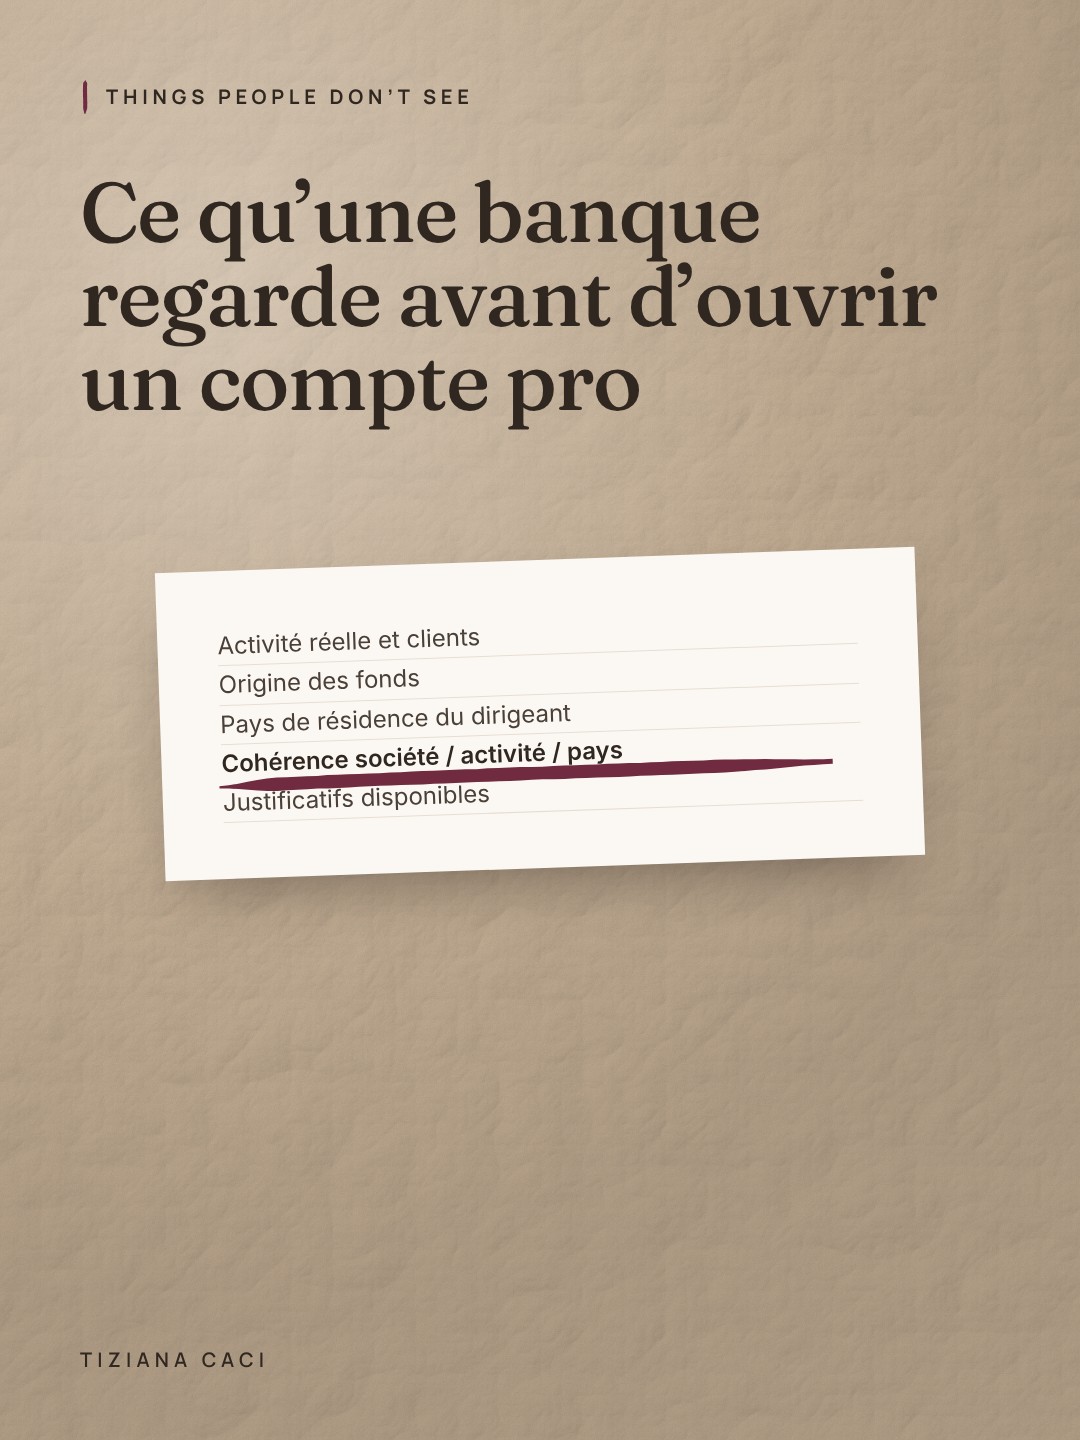 THINGS PEOPLE DON’T SEE
Ce qu’une banque
regarde avant d’ouvrir
un compte pro
Activité réelle et clients
Origine des fonds
Pays de résidence du dirigeant
Cohérence société / activité / pays
Justificatifs disponibles
TIZIANA CACI